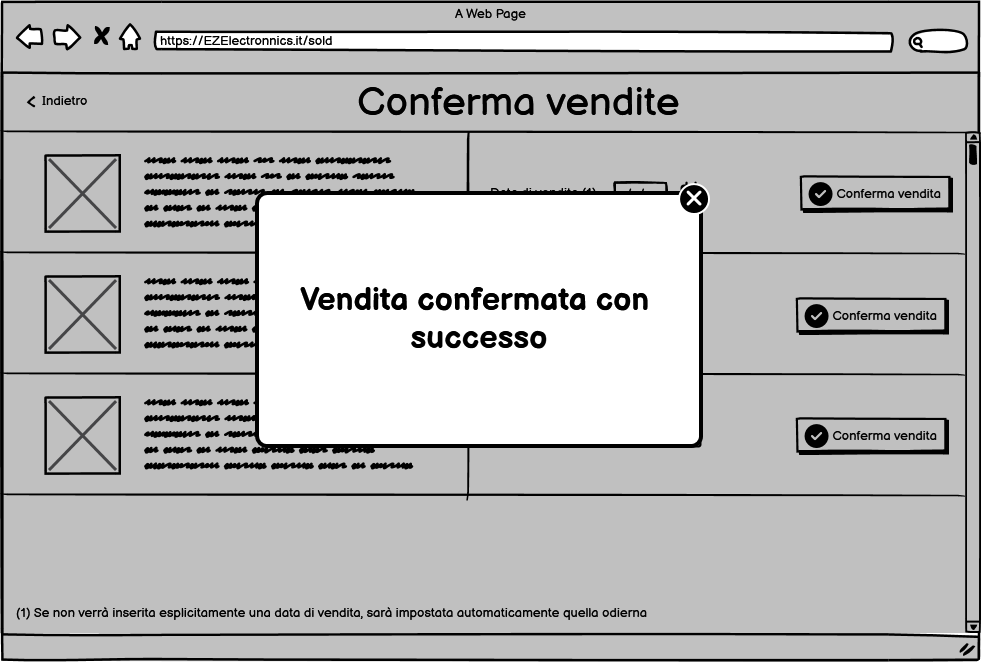 A Web Page
https://EZElectronnics.it/sold
Indietro
Conferma vendite
Data di vendita (1)
Conferma vendita
Vendita confermata con
successo
Conferma vendita
Conferma vendita
(1) Se non verrà inserita esplicitamente una data di vendita, sarà impostata automaticamente quella odierna